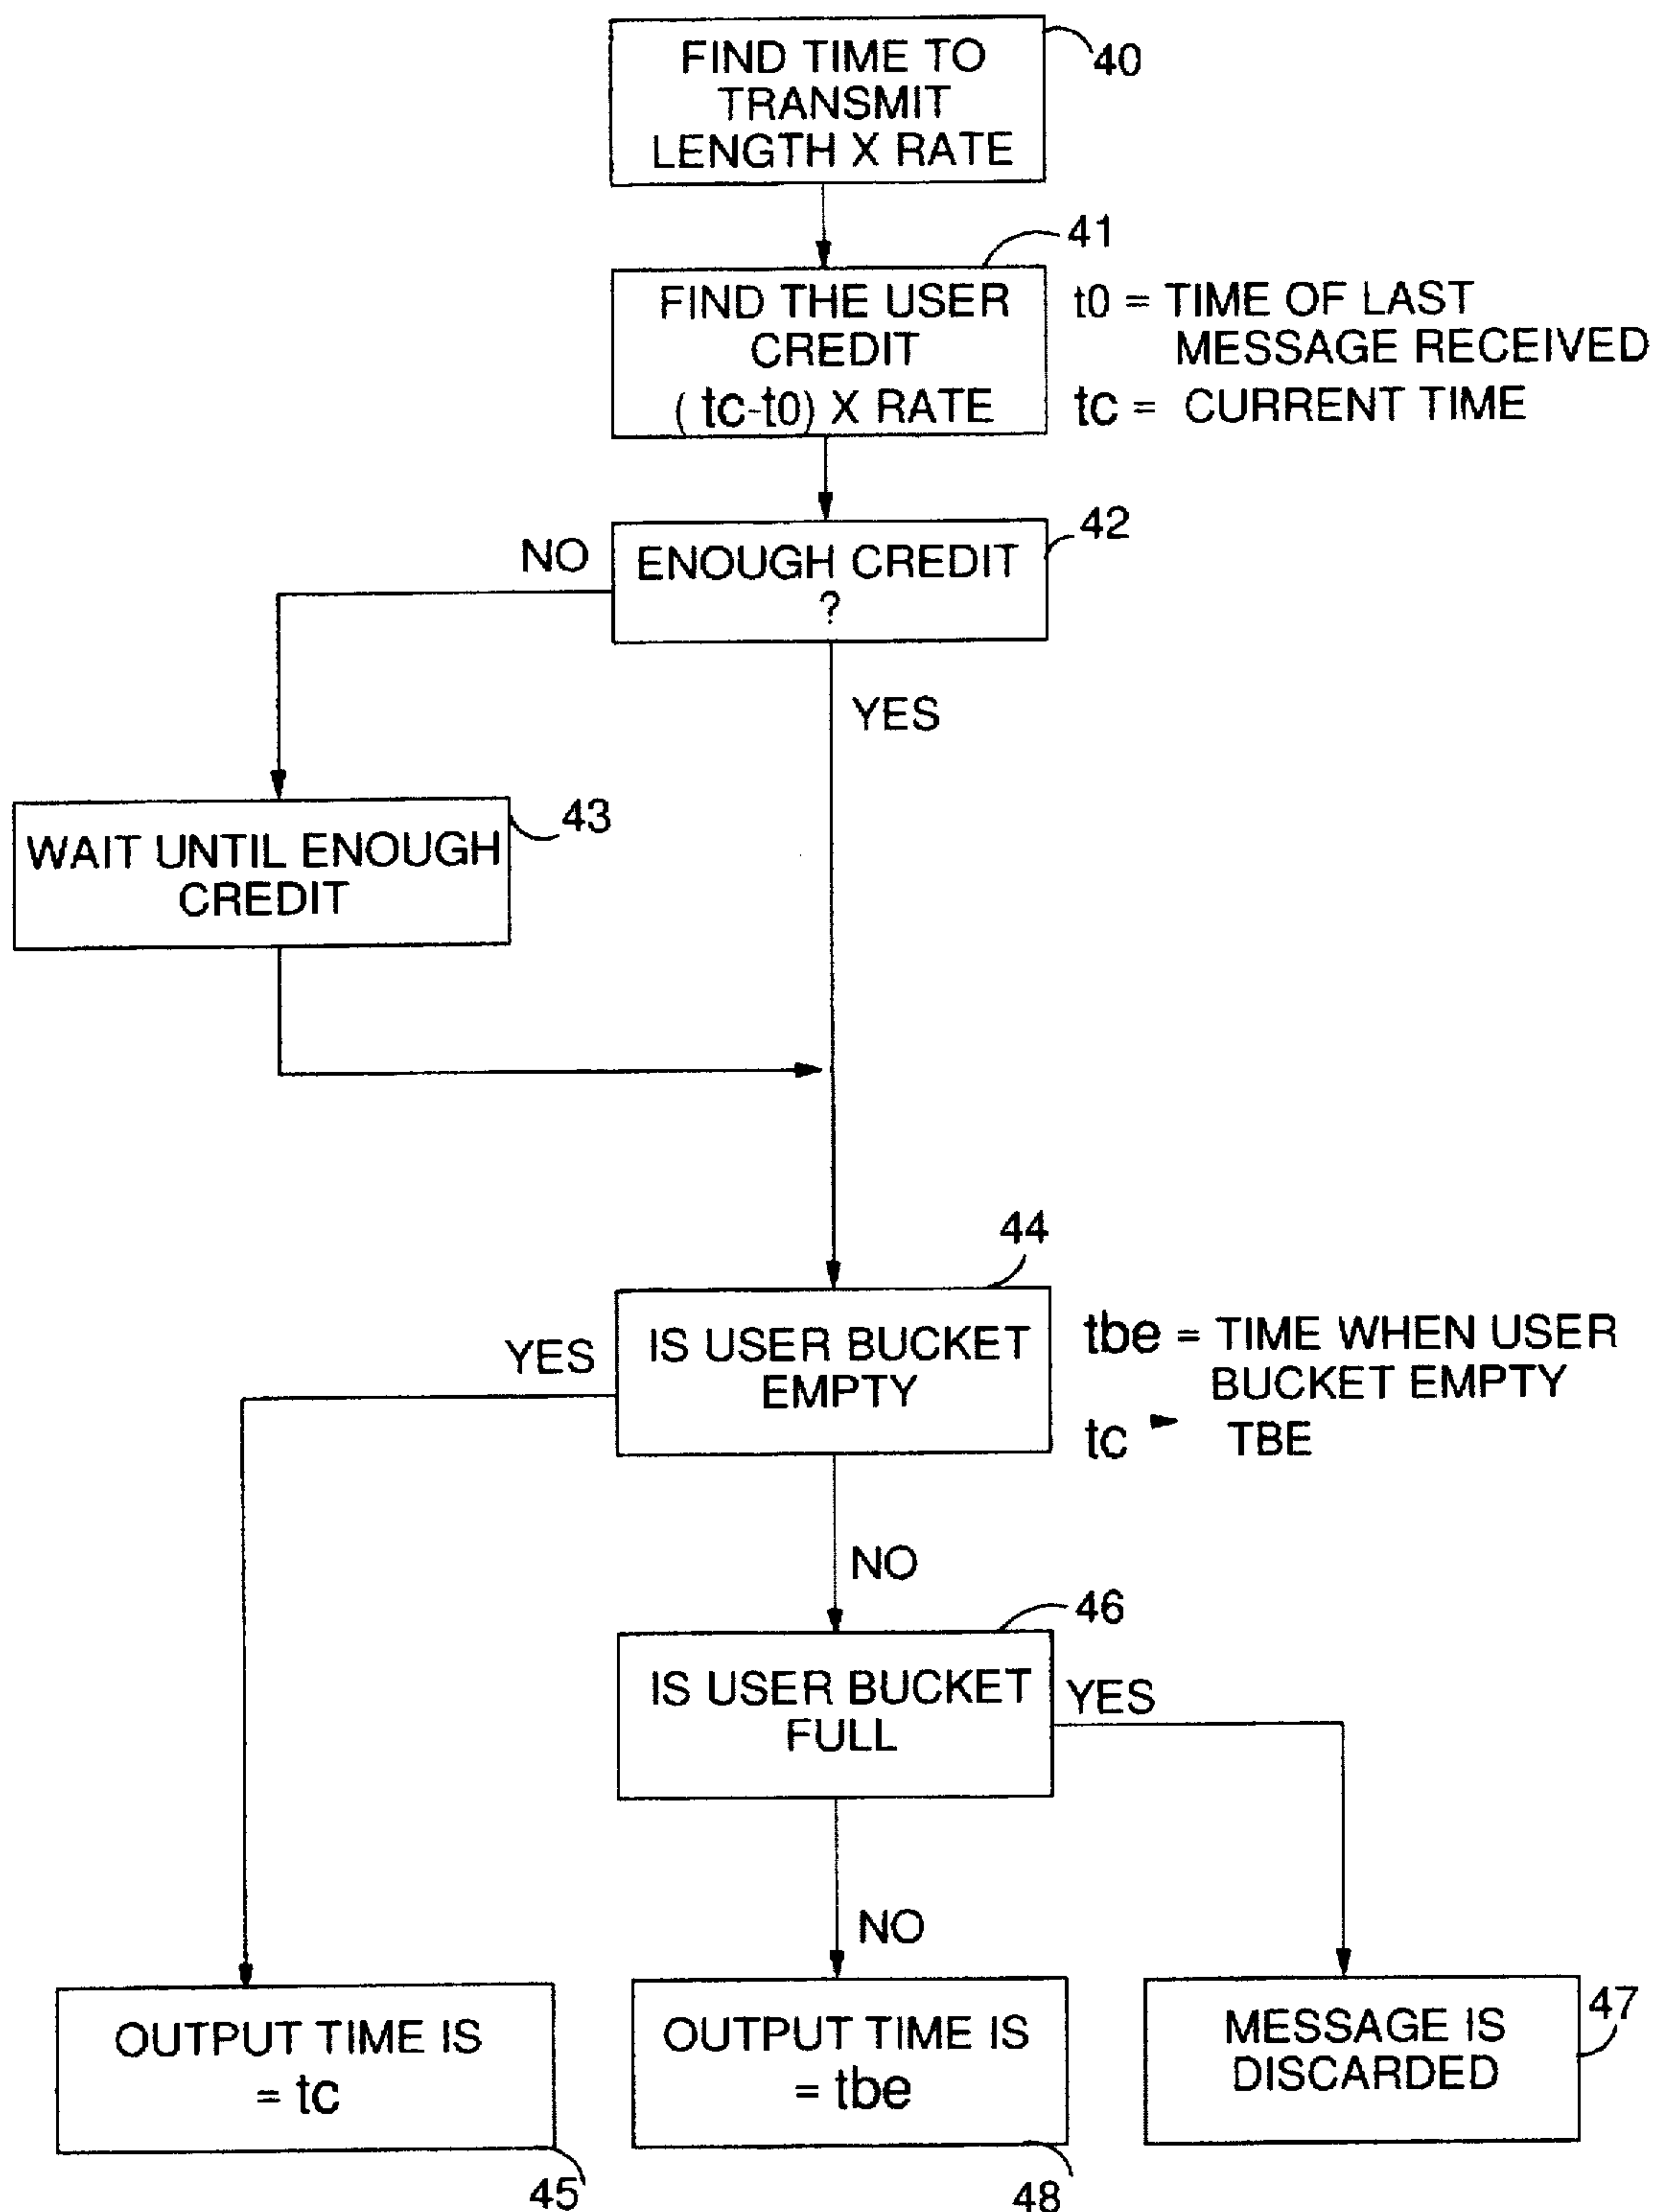 FIND TIME TO
TRANSMIT
LENGTH X RATE
40
41
FIND THE USER
CREDIT
( tc-t0) X RATE
t0 = TIME OF LAST
MESSAGE RECEIVED
tc = CURRENT TIME
42
NO
ENOUGH CREDIT
?
YES
43
WAIT UNTIL ENOUGH
CREDIT
44
YES
IS USER BUCKET
EMPTY
tbe = TIME WHEN USER
BUCKET EMPTY
tc ► TBE
NO
46
IS USER BUCKET
FULL
YES
NO
OUTPUT TIME IS
= tc
45
OUTPUT TIME IS
= tbe
48
MESSAGE IS
DISCARDED
47